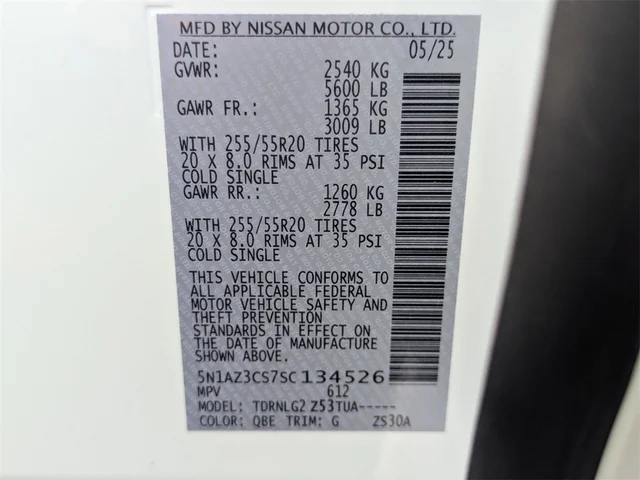 MFD BY NISSAN MOTOR CO., LTD.
DATE: 05/25
GVWR: 2540 KG
5600 LB
GAWR FR.: 1365 KG
3009 LB
WITH 255/55R20 TIRES
20 X 8.0 RIMS AT 35 PSI
COLD SINGLE
GAWR RR.: 1260 KG
2778 LB
WITH 255/55R20 TIRES
20 X 8.0 RIMS AT 35 PSI
COLD SINGLE
THIS VEHICLE CONFORMS TO
ALL APPLICABLE FEDERAL
MOTOR VEHICLE SAFETY AND
THEFT PREVENTION
STANDARDS IN EFFECT ON
THE DATE OF MANUFACTURE
SHOWN ABOVE.
5N1AZ3CS7SC134526
MPV 612
MODEL: TDRNLG2 Z53TUA-----
COLOR: QBE TRIM: G ZS30A